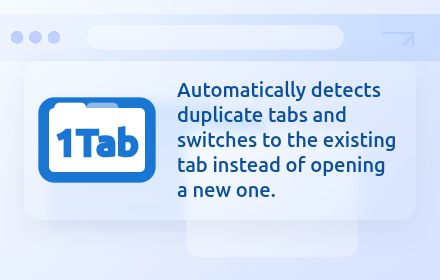 1Tab
Automatically detects
duplicate tabs and
switches to the existing
tab instead of opening
a new one.